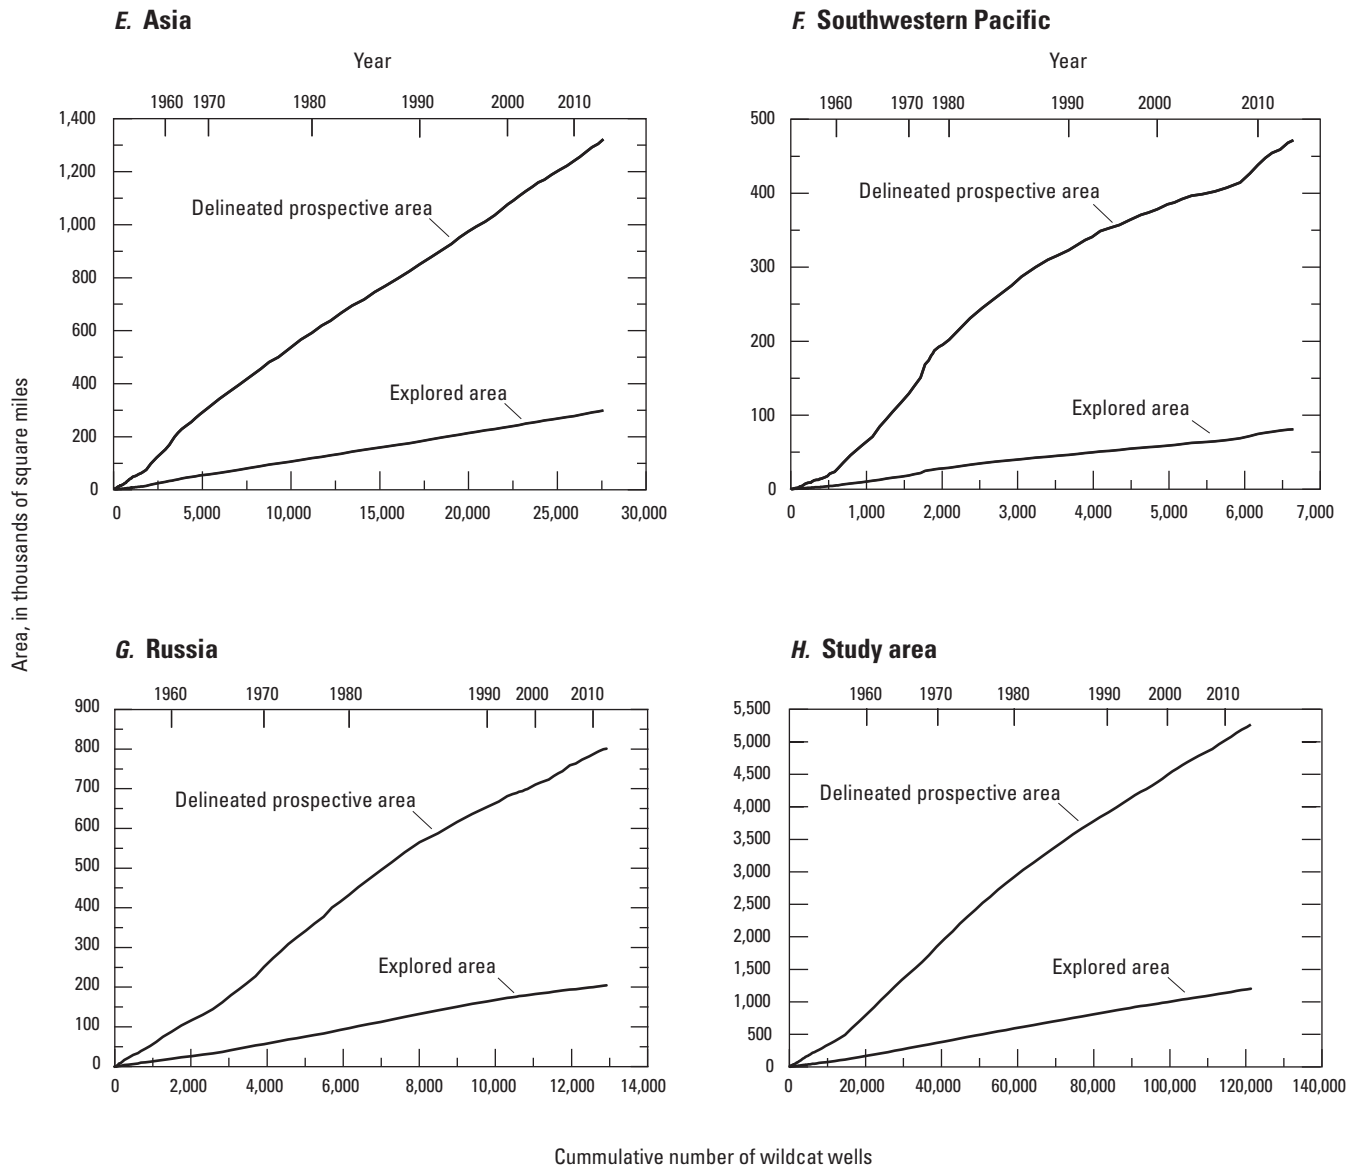 E. Asia
Year
1960 1970 1980 1990 2000 2010
1,400
1,200
1,000
800
600
400
200
0
Delineated prospective area
Explored area
0 5,000 10,000 15,000 20,000 25,000 30,000
F. Southwestern Pacific
Year
1960 1970 1980 1990 2000 2010
500
400
300
200
100
0
Delineated prospective area
Explored area
0 1,000 2,000 3,000 4,000 5,000 6,000 7,000
Area, in thousands of square miles
G. Russia
1960 1970 1980 1990 2000 2010
900
800
700
600
500
400
300
200
100
0
Delineated prospective area
Explored area
0 2,000 4,000 6,000 8,000 10,000 12,000 14,000
H. Study area
1960 1970 1980 1990 2000 2010
5,500
5,000
4,500
4,000
3,500
3,000
2,500
2,000
1,500
1,000
500
0
Delineated prospective area
Explored area
0 20,000 40,000 60,000 80,000 100,000 120,000 140,000
Cummulative number of wildcat wells